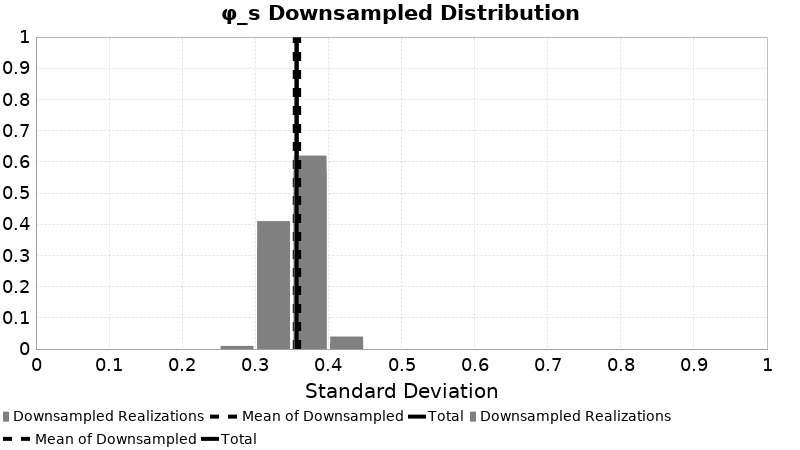 φ_s Downsampled Distribution
1
0.9
0.8
0.7
0.6
0.5
0.4
0.3
0.2
0.1
0
0 0.1 0.2 0.3 0.4 0.5 0.6 0.7 0.8 0.9 1
Standard Deviation
Downsampled Realizations Mean of Downsampled Total Downsampled Realizations
Mean of Downsampled Total